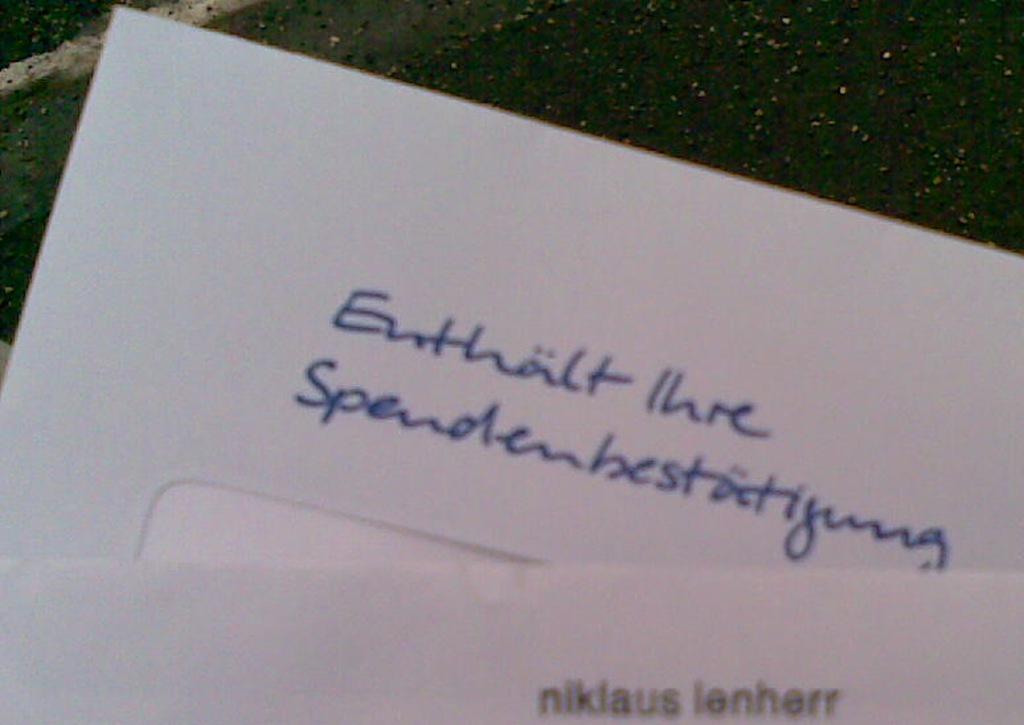 Enthält Ihre
Spendenbestätigung
niklaus lenherr